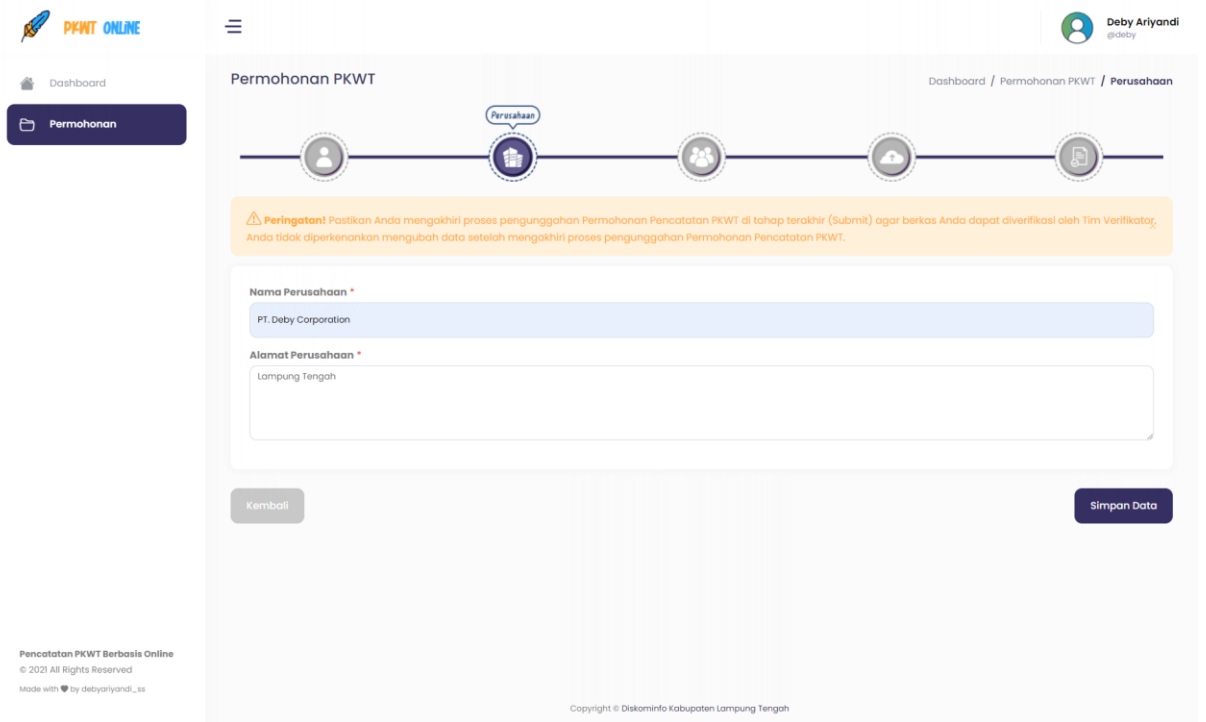 PKWT ONLINE
Deby Ariyandi
@deby
Dashboard
Permohonan
Permohonan PKWT
Dashboard / Permohonan PKWT / Perusahaan
Perusahaan
Peringatan! Pastikan Anda mengakhiri proses pengunggahan Permohonan Pencatatan PKWT di tahap terakhir (Submit) agar berkas Anda dapat diverifikasi oleh Tim Verifikator.
Anda tidak diperkenankan mengubah data setelah mengakhiri proses pengunggahan Permohonan Pencatatan PKWT.
Nama Perusahaan *
PT. Deby Corporation
Alamat Perusahaan *
Lampung Tengah
Kembali
Simpan Data
Pencatatan PKWT Berbasis Online
© 2021 All Rights Reserved
Made with ♥ by debyariyandi_ss
Copyright © Diskominfo Kabupaten Lampung Tengah